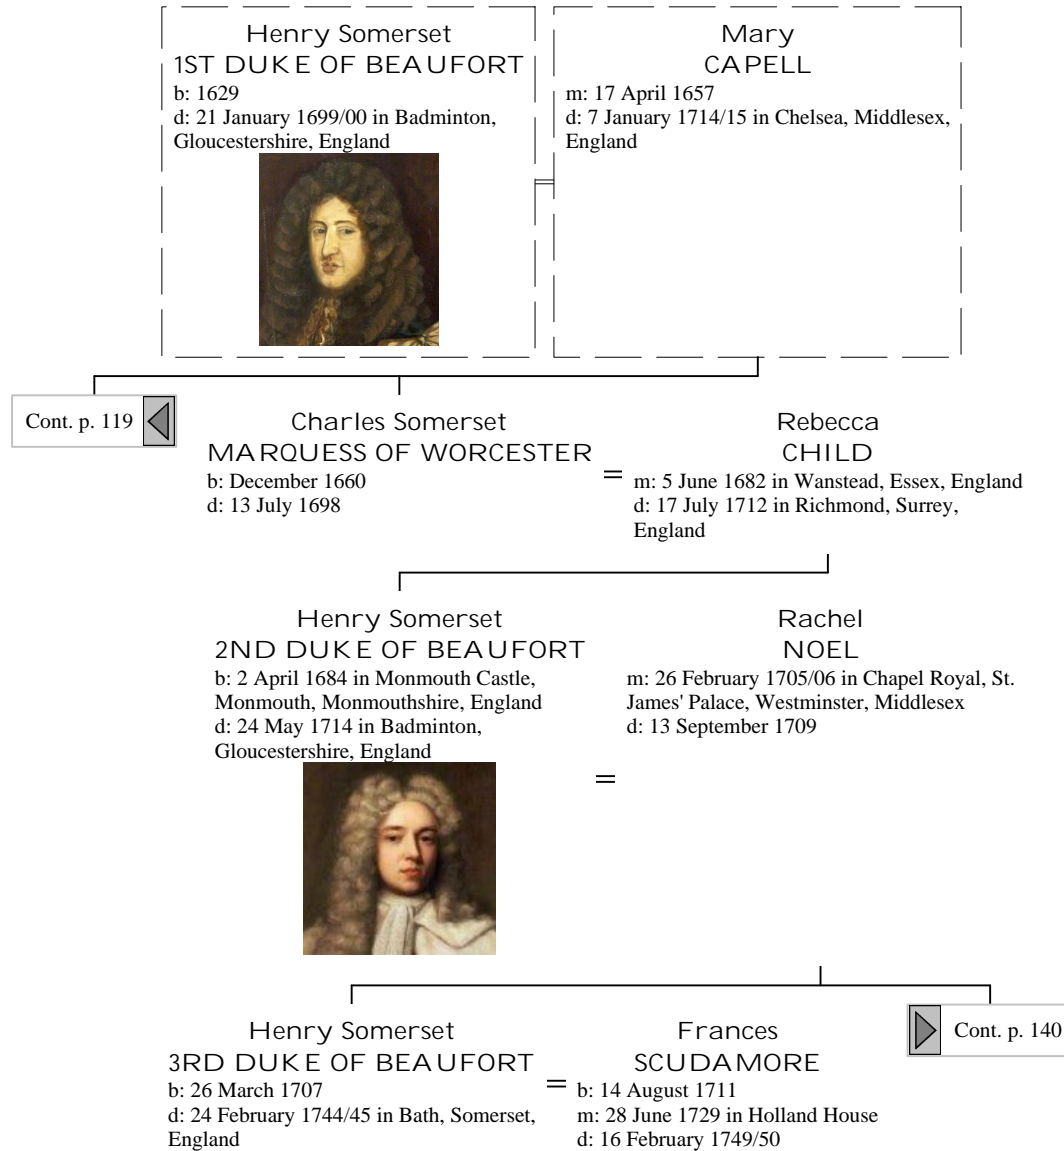 Henry Somerset
1ST DUKE OF BEAUFORT
b: 1629
d: 21 January 1699/00 in Badminton,
Gloucestershire, England
Mary
CAPELL
m: 17 April 1657
d: 7 January 1714/15 in Chelsea, Middlesex,
England
=
Cont. p. 119
Charles Somerset
MARQUESS OF WORCESTER
b: December 1660
d: 13 July 1698
=
Rebecca
CHILD
m: 5 June 1682 in Wanstead, Essex, England
d: 17 July 1712 in Richmond, Surrey,
England
Henry Somerset
2ND DUKE OF BEAUFORT
b: 2 April 1684 in Monmouth Castle,
Monmouth, Monmouthshire, England
d: 24 May 1714 in Badminton,
Gloucestershire, England
=
Rachel
NOEL
m: 26 February 1705/06 in Chapel Royal, St.
James' Palace, Westminster, Middlesex
d: 13 September 1709
Henry Somerset
3RD DUKE OF BEAUFORT
b: 26 March 1707
d: 24 February 1744/45 in Bath, Somerset,
England
=
Frances
SCUDAMORE
b: 14 August 1711
m: 28 June 1729 in Holland House
d: 16 February 1749/50
Cont. p. 140